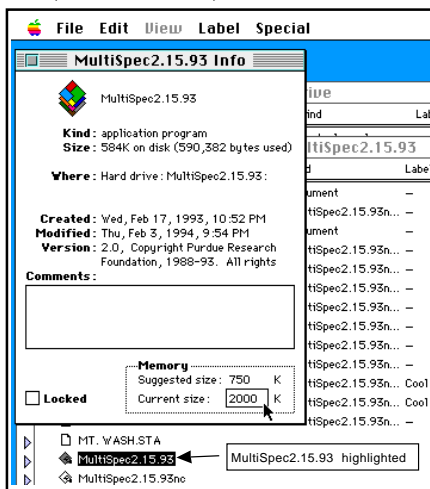 File Edit View Label Special
MultiSpec2.15.93 Info
MultiSpec2.15.93
Kind: application program
Size: 584K on disk (590,382 bytes used)
Where: Hard drive: MultiSpec2.15.93:
Created: Wed, Feb 17, 1993, 10:52 PM
Modified: Thu, Feb 3, 1994, 9:54 PM
Version: 2.0, Copyright Purdue Research
Foundation, 1988-93. All rights
Comments:
Memory
Suggested size: 750 K
Locked
Current size: 2000 K
ive
ind Lab
ltiSpec2.15.93
d Labe
ument –
tiSpec2.15.93n... –
ument –
tiSpec2.15.93n... –
tiSpec2.15.93n... –
tiSpec2.15.93n... –
tiSpec2.15.93n... –
tiSpec2.15.93n... –
tiSpec2.15.93n... –
tiSpec2.15.93n... Cool
tiSpec2.15.93n... Cool
tiSpec2.15.93n... –
MT. WASH.STA
MultiSpec2.15.93
MultiSpec2.15.93 highlighted
MultiSpec2.15.93nc